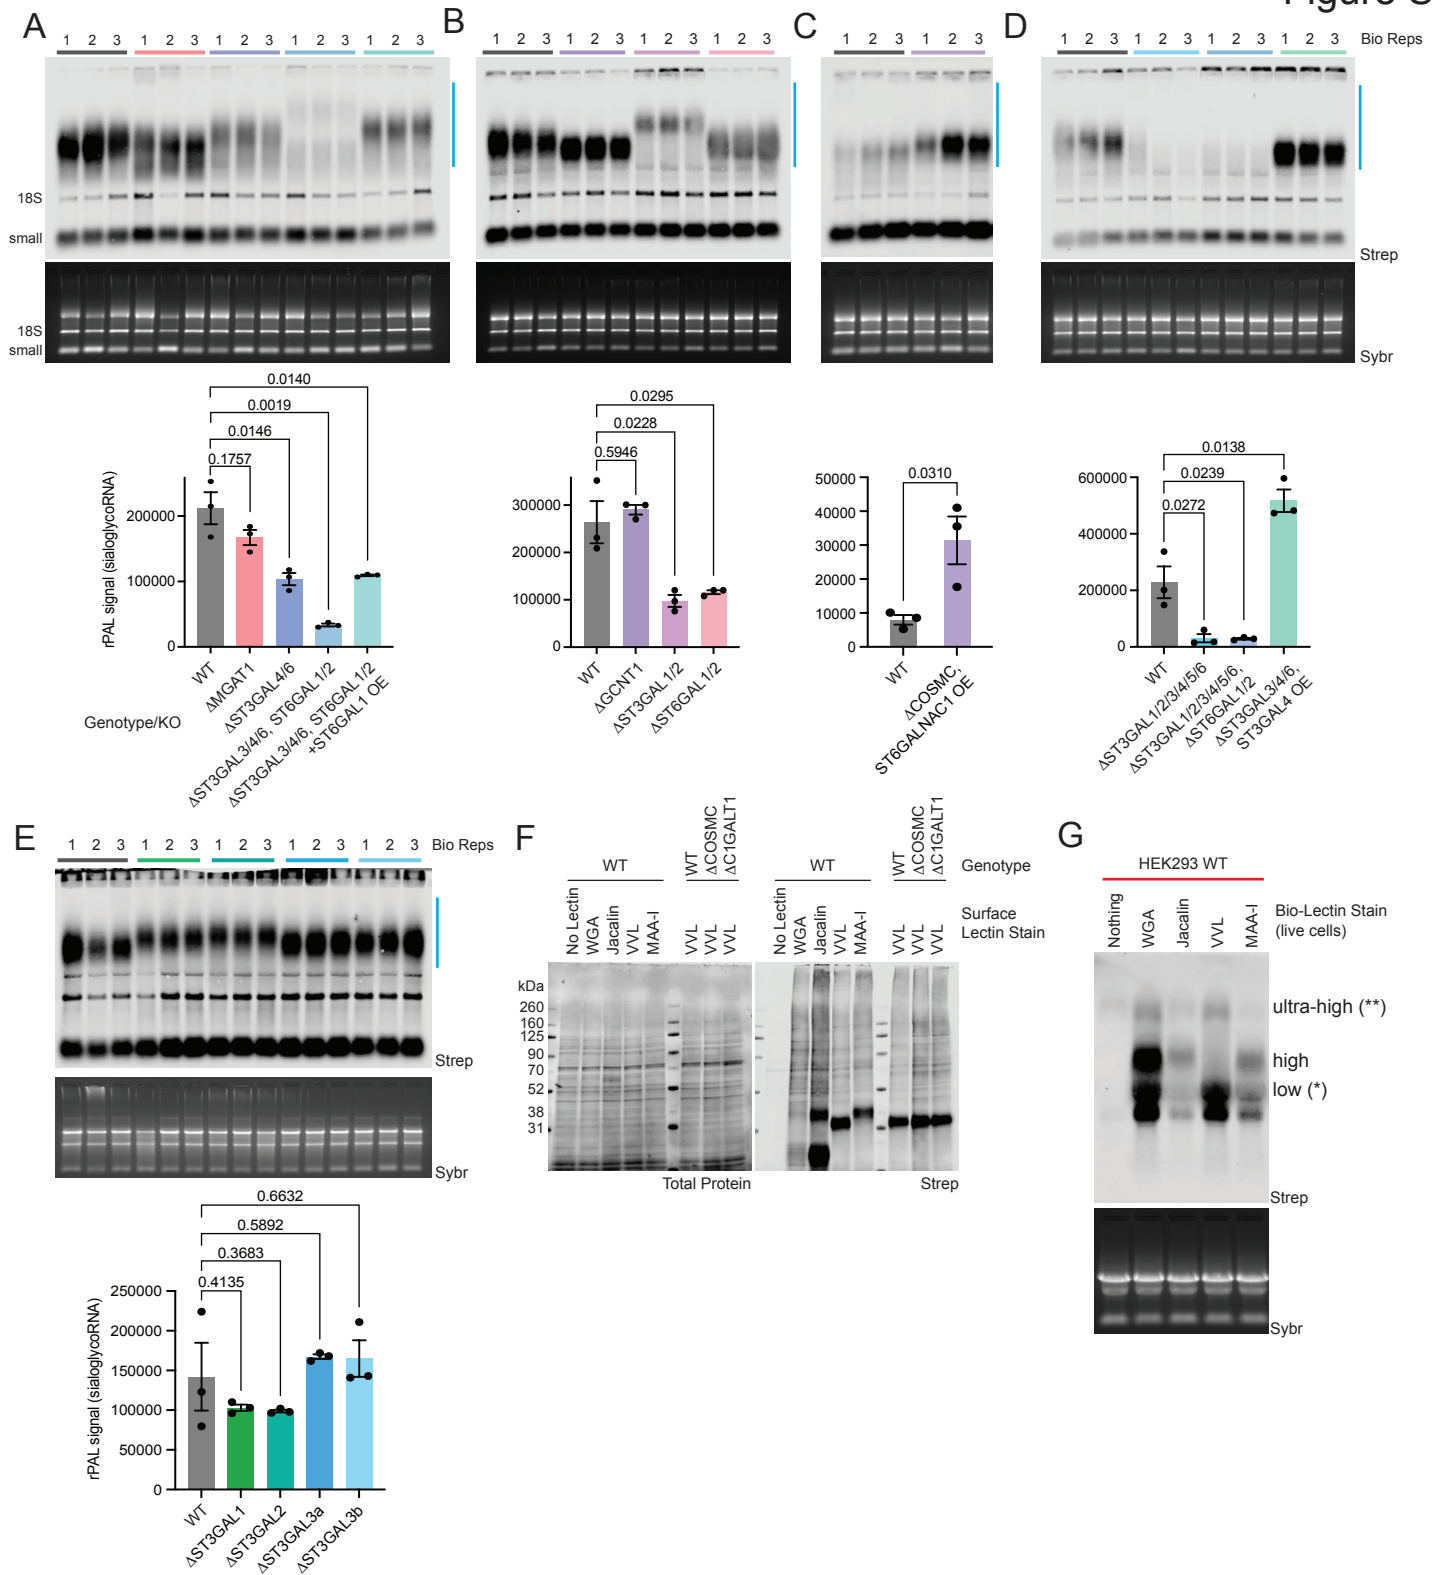 Figure S
A
B
C
D
1 2 3 1 2 3 1 2 3 1 2 3 1 2 3
1 2 3 1 2 3 1 2 3 1 2 3
1 2 3 1 2 3
1 2 3 1 2 3 1 2 3 1 2 3
Bio Reps
18S
small
Strep
18S
small
Sybr
rPAL signal (sialoglycoRNA)
0.0140
0.0019
0.0146
0.1757
200000
100000
0
WT
ΔMGAT1
ΔST3GAL4/6
ΔST3GAL3/4/6, ST6GAL1/2
ΔST3GAL3/4/6, ST6GAL1/2
+ST6GAL1 OE
Genotype/KO
0.0295
0.0228
0.5946
300000
200000
100000
0
WT
ΔGCNT1
ΔST3GAL1/2
ΔST6GAL1/2
0.0310
50000
40000
30000
20000
10000
0
WT
ΔCOSMC,
ST6GALNAC1 OE
0.0138
0.0239
0.0272
600000
400000
200000
0
WT
ΔST3GAL1/2/3/4/5/6
ΔST3GAL1/2/3/4/5/6,
ΔST6GAL1/2
ΔST3GAL3/4/6,
ST3GAL4 OE
E
1 2 3 1 2 3 1 2 3 1 2 3 1 2 3
Bio Reps
Strep
Sybr
0.6632
0.5892
0.3683
0.4135
rPAL signal (sialoglycoRNA)
250000
200000
150000
100000
50000
0
WT
ΔST3GAL1
ΔST3GAL2
ΔST3GAL3a
ΔST3GAL3b
F
WT
WT
ΔCOSMC
ΔC1GALT1
WT
WT
ΔCOSMC
ΔC1GALT1
Genotype
No Lectin
WGA
Jacalin
VVL
MAA-I
VVL
VVL
VVL
No Lectin
WGA
Jacalin
VVL
MAA-I
VVL
VVL
VVL
Surface
Lectin Stain
kDa
260
160
125
90
70
52
38
31
Total Protein
Strep
G
HEK293 WT
Nothing
WGA
Jacalin
VVL
MAA-I
Bio-Lectin Stain
(live cells)
ultra-high (**)
high
low (*)
Strep
Sybr